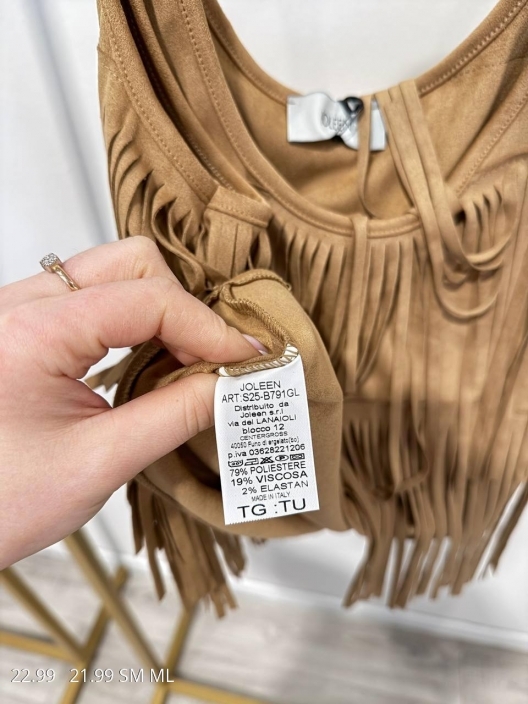 JOLEEN
JOLEEN
ART:S25-B791GL
Distribuito da
Joleen s.r.l
via dei LANAIOLI
blocco 12
CENTERGROSS
40050 Funo di argelato(bo)
p.iva 03628221206
79% POLIESTERE
19% VISCOSA
2% ELASTAN
MADE IN ITALY
TG :TU
22.99 21.99 SM ML